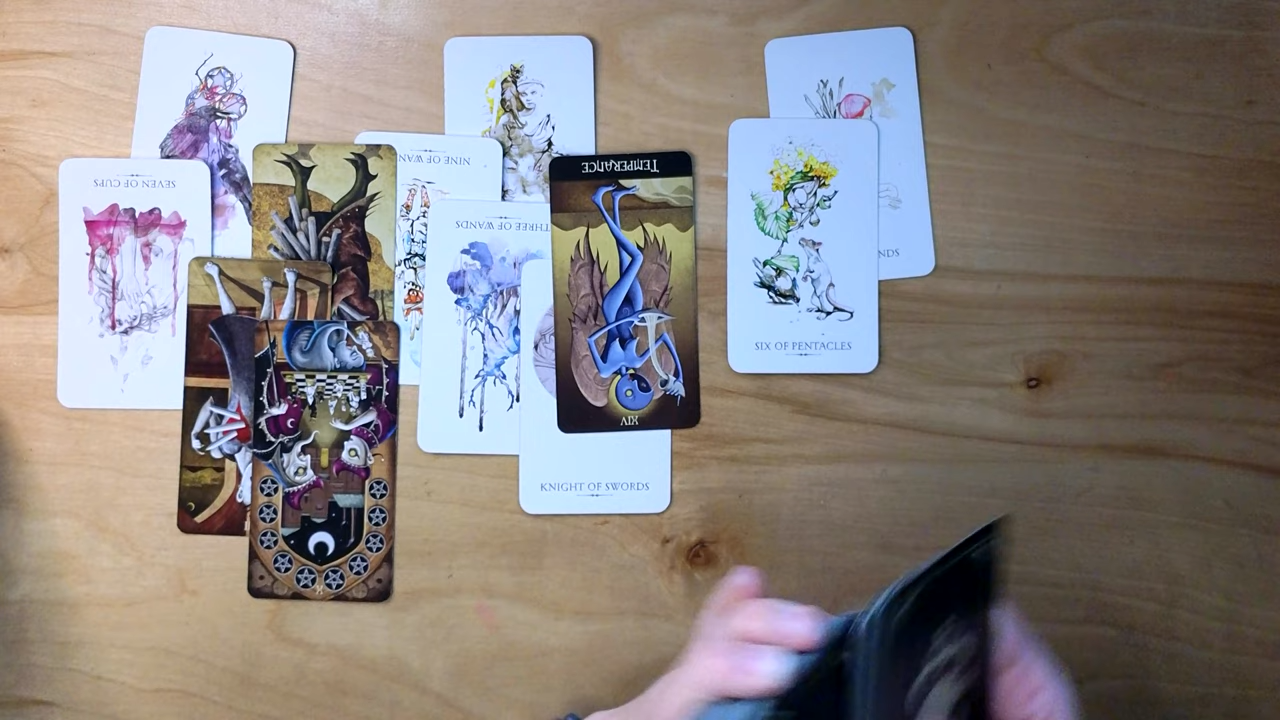 SEVEN OF CUPS
NINE OF WAN
THREE OF WANDS
TEMPERANCE
XIV
NDS
SIX OF PENTACLES
KNIGHT OF SWORDS
X